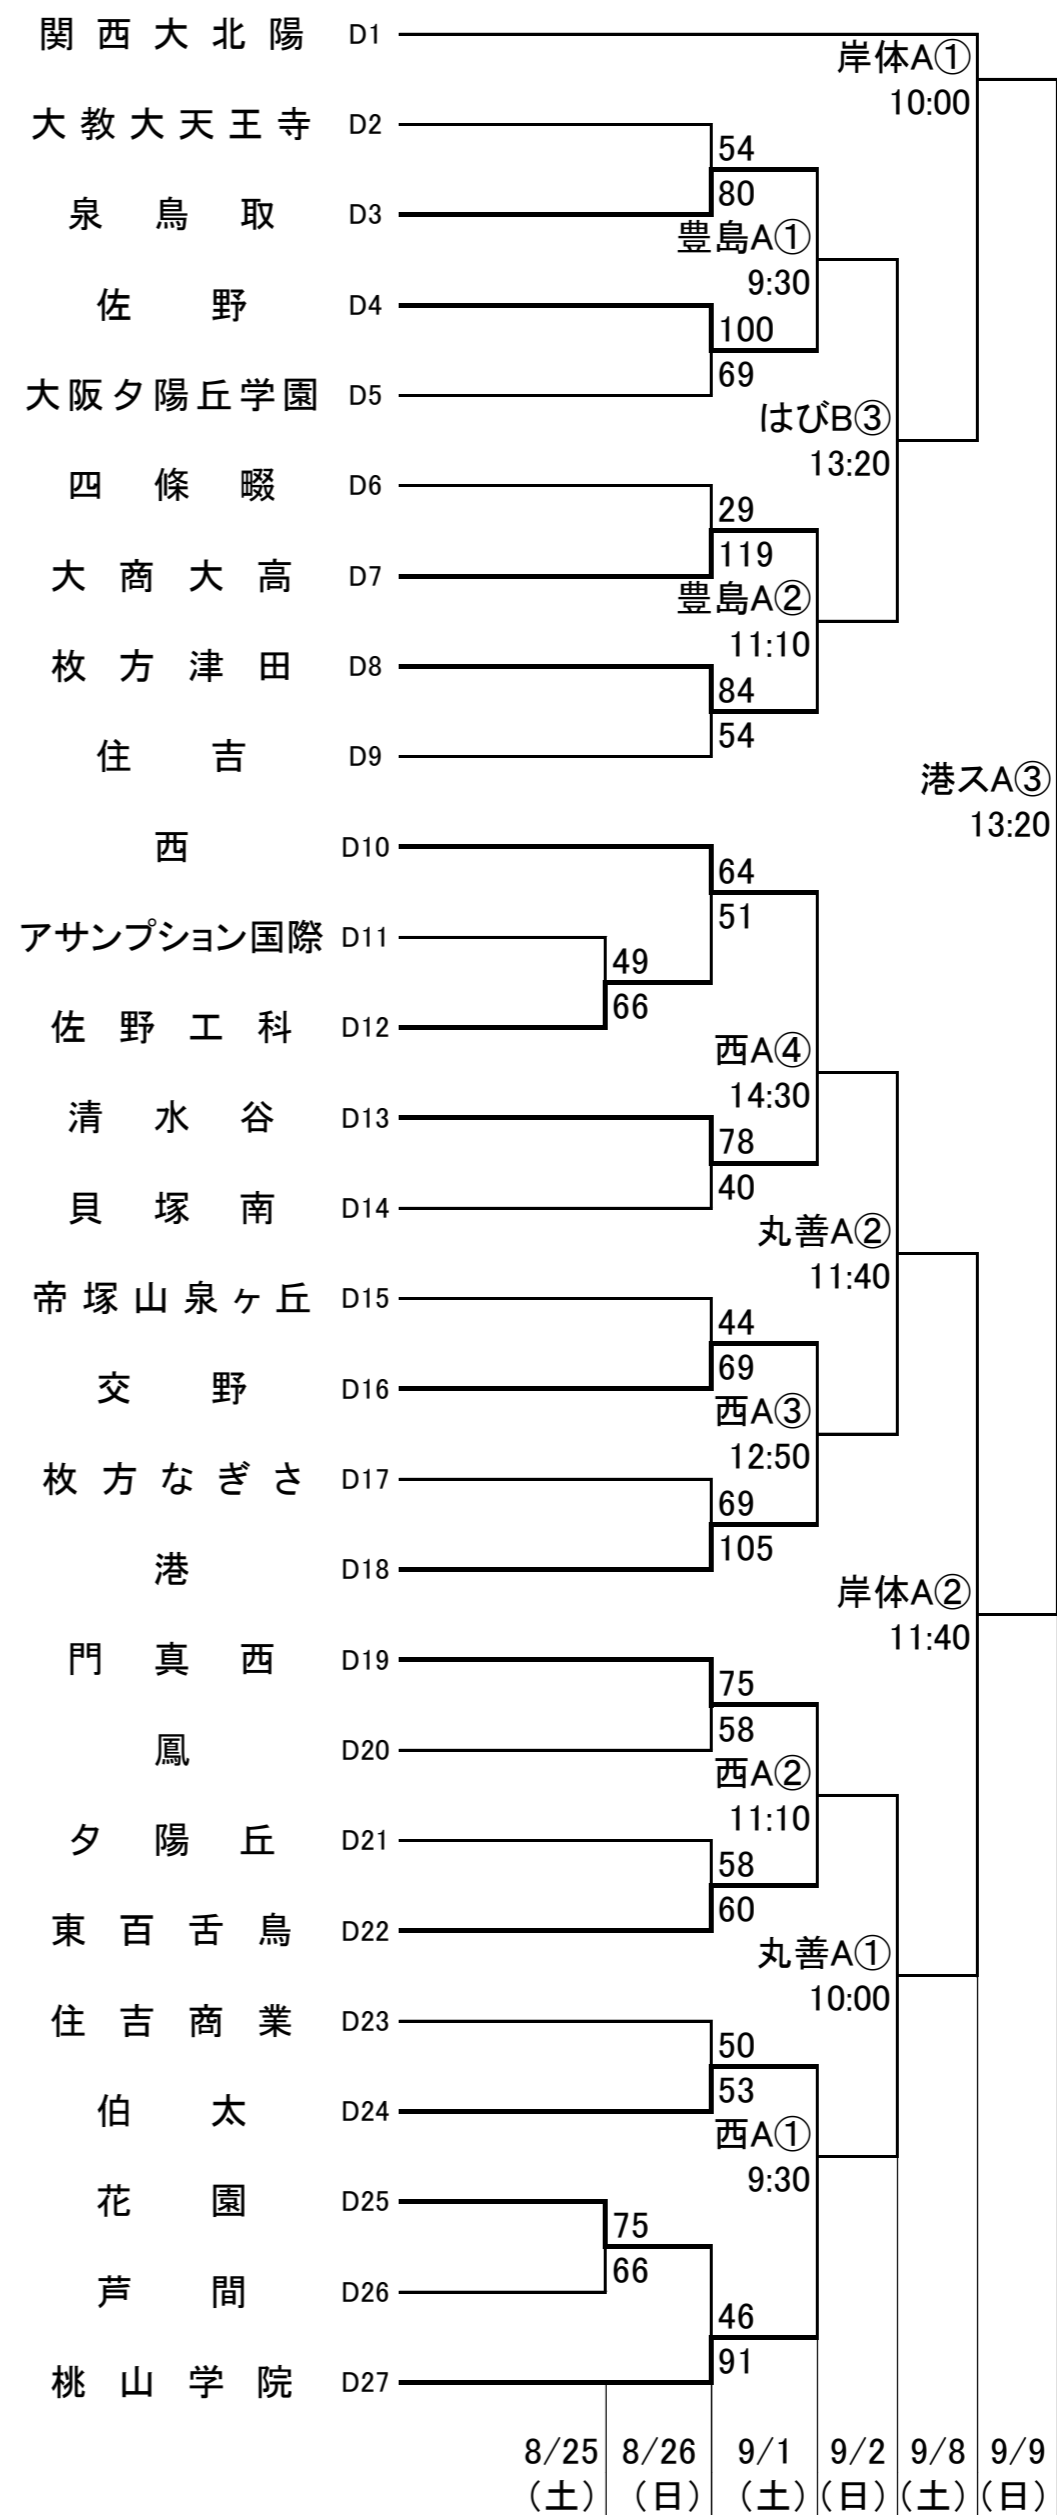 関西大北陽 D1
岸体A①
10:00
大教大天王寺 D2
54
80
泉鳥取 D3
豊島A①
9:30
佐野 D4
100
69
大阪夕陽丘学園 D5
はびB③
13:20
四條畷 D6
29
119
大商大高 D7
豊島A②
11:10
枚方津田 D8
84
54
住吉 D9
港スA③
13:20
西 D10
64
51
アサンプション国際 D11
49
66
佐野工科 D12
西A④
14:30
清水谷 D13
78
40
貝塚南 D14
丸善A②
11:40
帝塚山泉ヶ丘 D15
44
69
交野 D16
西A③
12:50
枚方なぎさ D17
69
105
港 D18
岸体A②
11:40
門真西 D19
75
58
鳳 D20
西A②
11:10
夕陽丘 D21
58
60
東百舌鳥 D22
丸善A①
10:00
住吉商業 D23
50
53
伯太 D24
西A①
9:30
花園 D25
75
66
芦間 D26
46
91
桃山学院 D27
8/25 8/26 9/1 9/2 9/8 9/9
（土） （日） （土） （日） （土） （日）